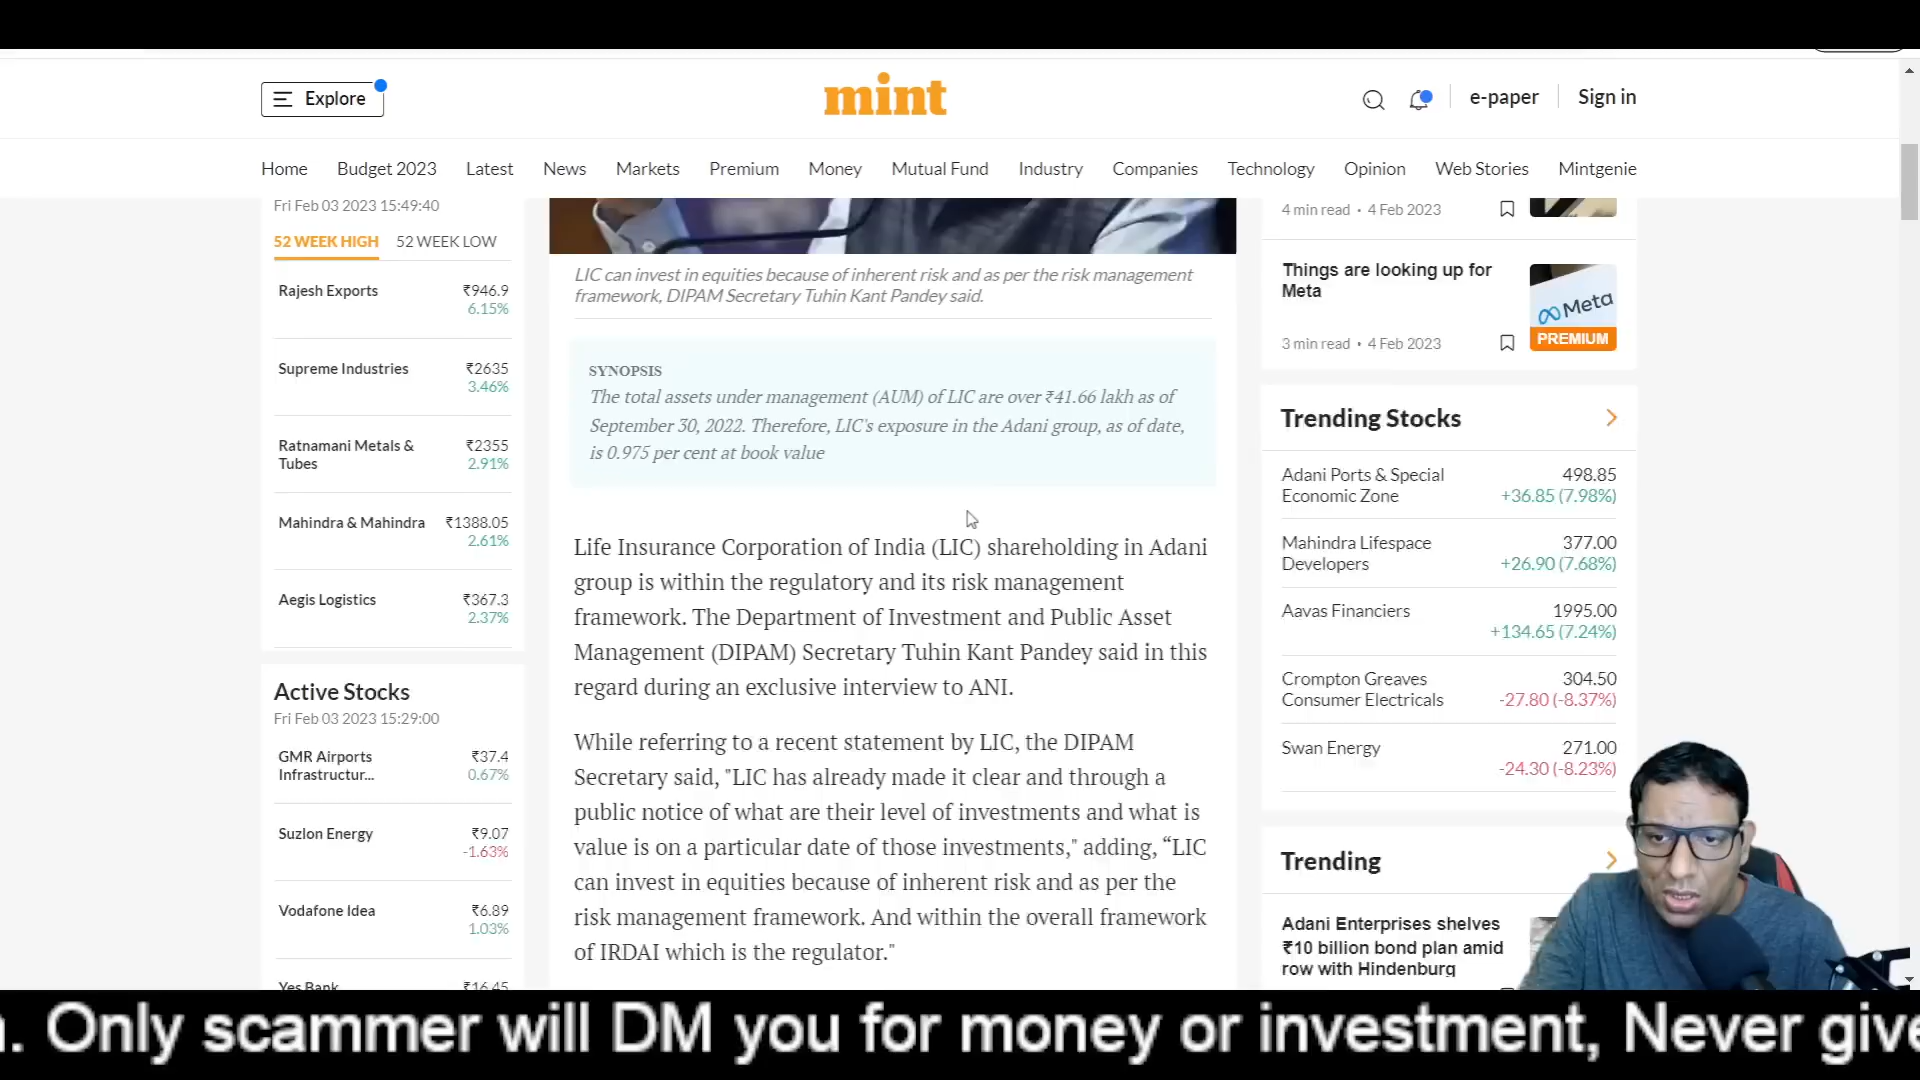 Explore
mint
e-paper
Sign in
Home Budget 2023 Latest News Markets Premium Money Mutual Fund Industry Companies Technology Opinion Web Stories Mintgenie
Fri Feb 03 2023 15:49:40
52 WEEK HIGH 52 WEEK LOW
Rajesh Exports ₹946.9
6.15%
Supreme Industries ₹2635
3.46%
Ratnamani Metals & ₹2355
Tubes 2.91%
Mahindra & Mahindra ₹1388.05
2.61%
Aegis Logistics ₹367.3
2.37%
Active Stocks
Fri Feb 03 2023 15:29:00
GMR Airports ₹37.4
Infrastructur... 0.67%
Suzlon Energy ₹9.07
-1.63%
Vodafone Idea ₹6.89
1.03%
Yes Bank ₹16.45
LIC can invest in equities because of inherent risk and as per the risk management
framework, DIPAM Secretary Tuhin Kant Pandey said.
SYNOPSIS
The total assets under management (AUM) of LIC are over ₹41.66 lakh as of
September 30, 2022. Therefore, LIC's exposure in the Adani group, as of date,
is 0.975 per cent at book value
Life Insurance Corporation of India (LIC) shareholding in Adani
group is within the regulatory and its risk management
framework. The Department of Investment and Public Asset
Management (DIPAM) Secretary Tuhin Kant Pandey said in this
regard during an exclusive interview to ANI.
While referring to a recent statement by LIC, the DIPAM
Secretary said, "LIC has already made it clear and through a
public notice of what are their level of investments and what is
value is on a particular date of those investments," adding, “LIC
can invest in equities because of inherent risk and as per the
risk management framework. And within the overall framework
of IRDAI which is the regulator."
4 min read • 4 Feb 2023
Things are looking up for
Meta
Meta
PREMIUM
3 min read • 4 Feb 2023
Trending Stocks
Adani Ports & Special 498.85
Economic Zone +36.85 (7.98%)
Mahindra Lifespace 377.00
Developers +26.90 (7.68%)
Aavas Financiers 1995.00
+134.65 (7.24%)
Crompton Greaves 304.50
Consumer Electricals -27.80 (-8.37%)
Swan Energy 271.00
-24.30 (-8.23%)
Trending
Adani Enterprises shelves
₹10 billion bond plan amid
row with Hindenburg
. Only scammer will DM you for money or investment, Never give